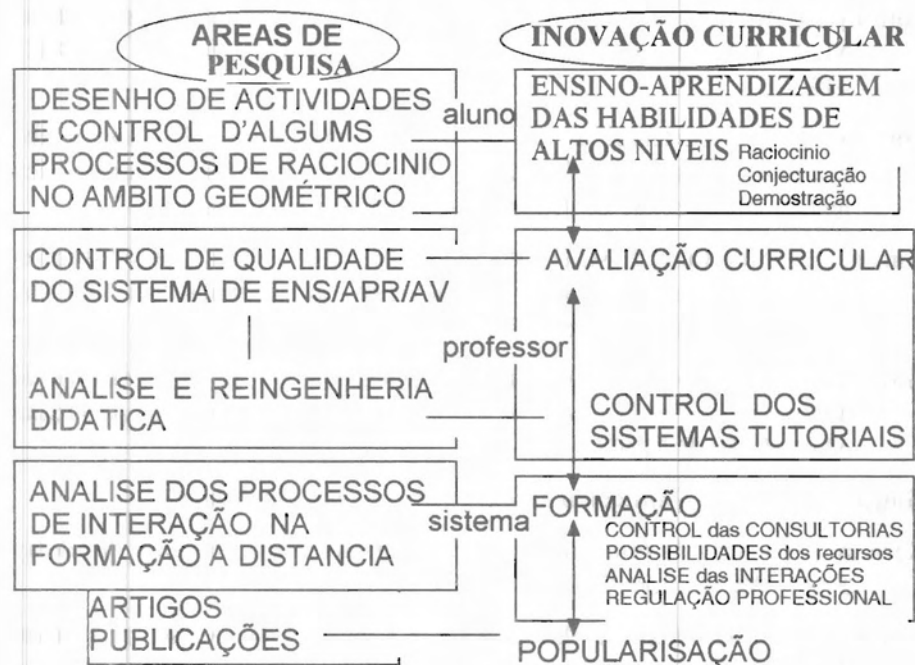 AREAS DE
PESQUISA
DESENHO DE ACTIVIDADES
E CONTROL D'ALGUMS
PROCESSOS DE RACIOCINIO
NO AMBITO GEOMÉTRICO
aluno
INOVAÇÃO CURRICULAR
ENSINO-APRENDIZAGEM
DAS HABILIDADES DE
ALTOS NIVEIS Raciocinio
Conjecturação
Demostração
CONTROL DE QUALIDADE
DO SISTEMA DE ENS/APR/AV
AVALIAÇÃO CURRICULAR
professor
ANALISE E REINGENHERIA
DIDATICA
CONTROL DOS
SISTEMAS TUTORIAIS
ANALISE DOS PROCESSOS
DE INTERAÇÃO NA
FORMAÇÃO A DISTANCIA
sistema
FORMAÇÃO
CONTROL das CONSULTORIAS
POSSIBILIDADES dos recursos
ANALISE das INTERAÇÕES
REGULAÇÃO PROFESSIONAL
ARTIGOS
PUBLICAÇÕES
POPULARISAÇÃO